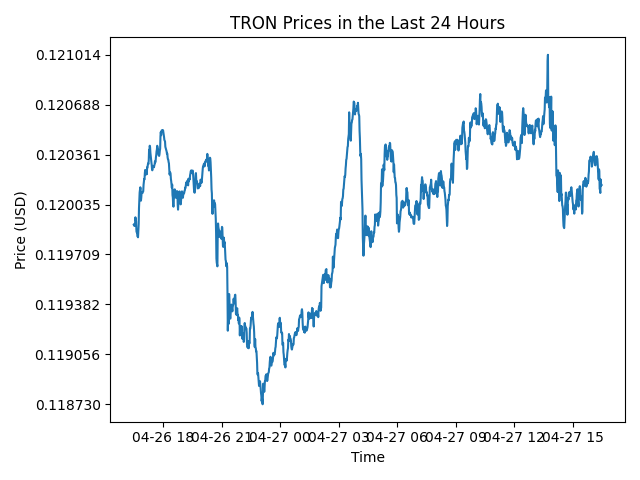 TRON Prices in the Last 24 Hours
Price (USD)
0.121014
0.120688
0.120361
0.120035
0.119709
0.119382
0.119056
0.118730
04-26 18 04-26 21 04-27 00 04-27 03 04-27 06 04-27 09 04-27 12 04-27 15
Time